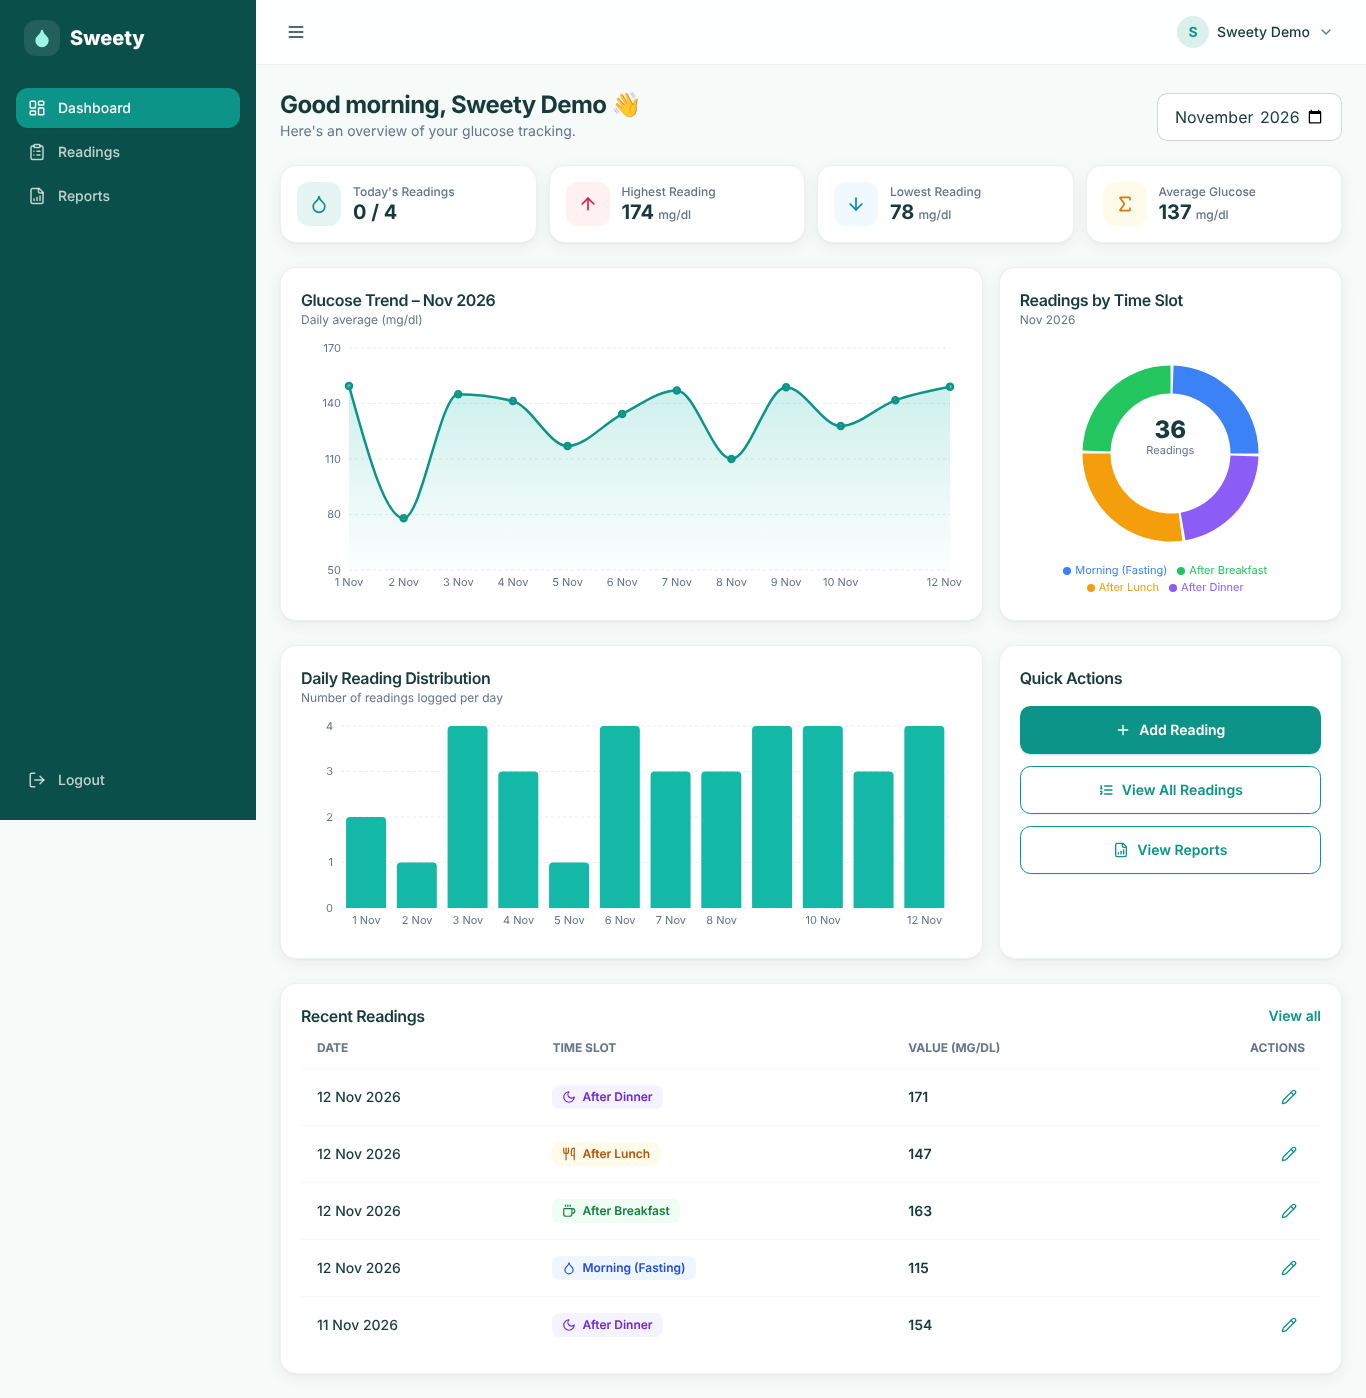 Sweety
Dashboard
Readings
Reports
Logout
S
Sweety Demo
Good morning, Sweety Demo 👋
Here's an overview of your glucose tracking.
November 2026
Today's Readings
0 / 4
Highest Reading
174 mg/dl
Lowest Reading
78 mg/dl
Average Glucose
137 mg/dl
Glucose Trend – Nov 2026
Daily average (mg/dl)
170
140
110
80
50
1 Nov 2 Nov 3 Nov 4 Nov 5 Nov 6 Nov 7 Nov 8 Nov 9 Nov 10 Nov 12 Nov
Readings by Time Slot
Nov 2026
36
Readings
Morning (Fasting) After Breakfast
After Lunch After Dinner
Daily Reading Distribution
Number of readings logged per day
4
3
2
1
0
1 Nov 2 Nov 3 Nov 4 Nov 5 Nov 6 Nov 7 Nov 8 Nov 10 Nov 12 Nov
Quick Actions
Add Reading
View All Readings
View Reports
Recent Readings
View all
DATE TIME SLOT VALUE (MG/DL) ACTIONS
12 Nov 2026 After Dinner 171
12 Nov 2026 After Lunch 147
12 Nov 2026 After Breakfast 163
12 Nov 2026 Morning (Fasting) 115
11 Nov 2026 After Dinner 154